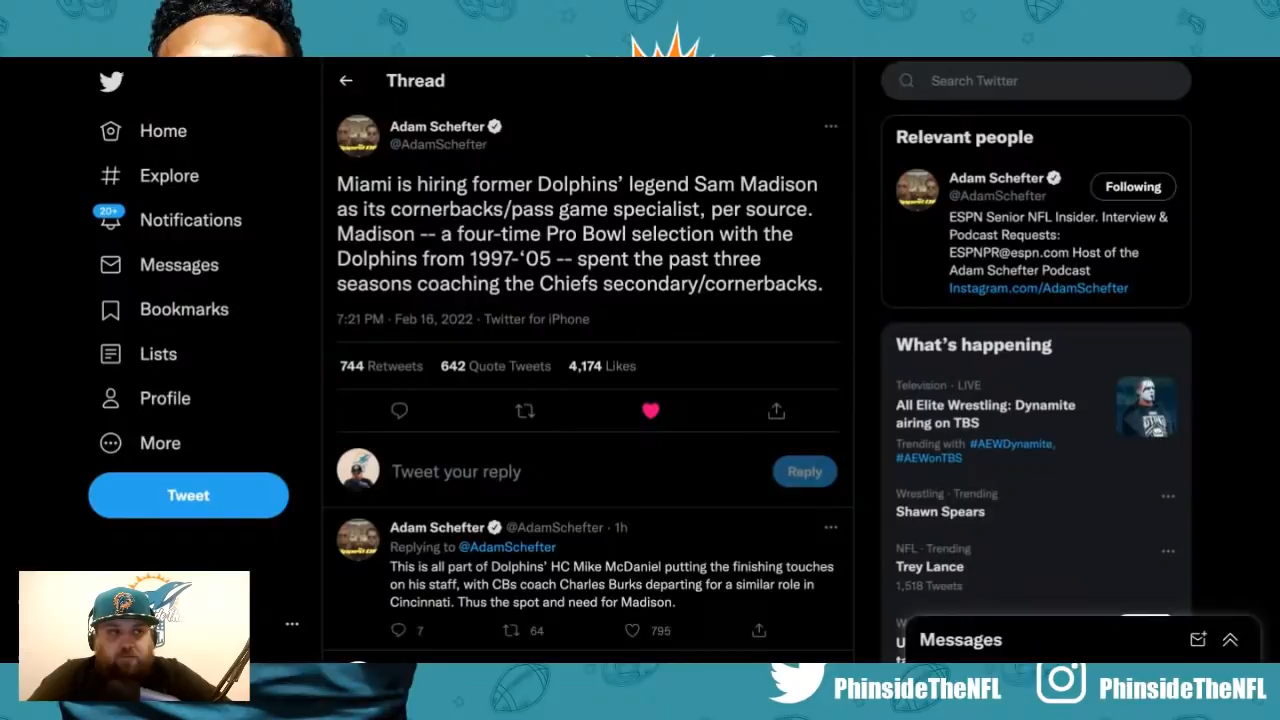 Home
Explore
20+
Notifications
Messages
Bookmarks
Lists
Profile
More
Tweet
Thread
Adam Schefter
@AdamSchefter
Miami is hiring former Dolphins’ legend Sam Madison
as its cornerbacks/pass game specialist, per source.
Madison -- a four-time Pro Bowl selection with the
Dolphins from 1997-‘05 -- spent the past three
seasons coaching the Chiefs secondary/cornerbacks.
7:21 PM · Feb 16, 2022 · Twitter for iPhone
744 Retweets 642 Quote Tweets 4,174 Likes
Tweet your reply
Reply
Adam Schefter @AdamSchefter · 1h
Replying to @AdamSchefter
This is all part of Dolphins’ HC Mike McDaniel putting the finishing touches
on his staff, with CBs coach Charles Burks departing for a similar role in
Cincinnati. Thus the spot and need for Madison.
7 64 795
Search Twitter
Relevant people
Adam Schefter
@AdamSchefter
Following
ESPN Senior NFL Insider. Interview &
Podcast Requests:
ESPNPR@espn.com Host of the
Adam Schefter Podcast
Instagram.com/AdamSchefter
What’s happening
Television · LIVE
All Elite Wrestling: Dynamite
airing on TBS
Trending with #AEWDynamite,
#AEWonTBS
Wrestling · Trending
Shawn Spears
NFL · Trending
Trey Lance
1,518 Tweets
Messages
PhinsideTheNFL
PhinsideTheNFL